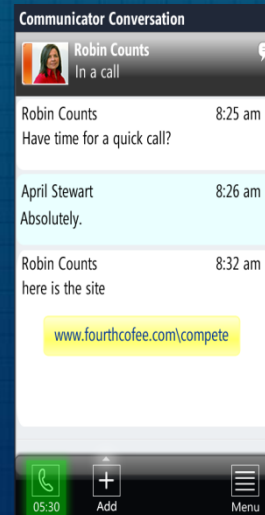 Communicator Conversation
Robin Counts
In a call
Robin Counts 8:25 am
Have time for a quick call?
April Stewart 8:26 am
Absolutely.
Robin Counts 8:32 am
here is the site
www.fourthcofee.com\compete
05:30 Add Menu